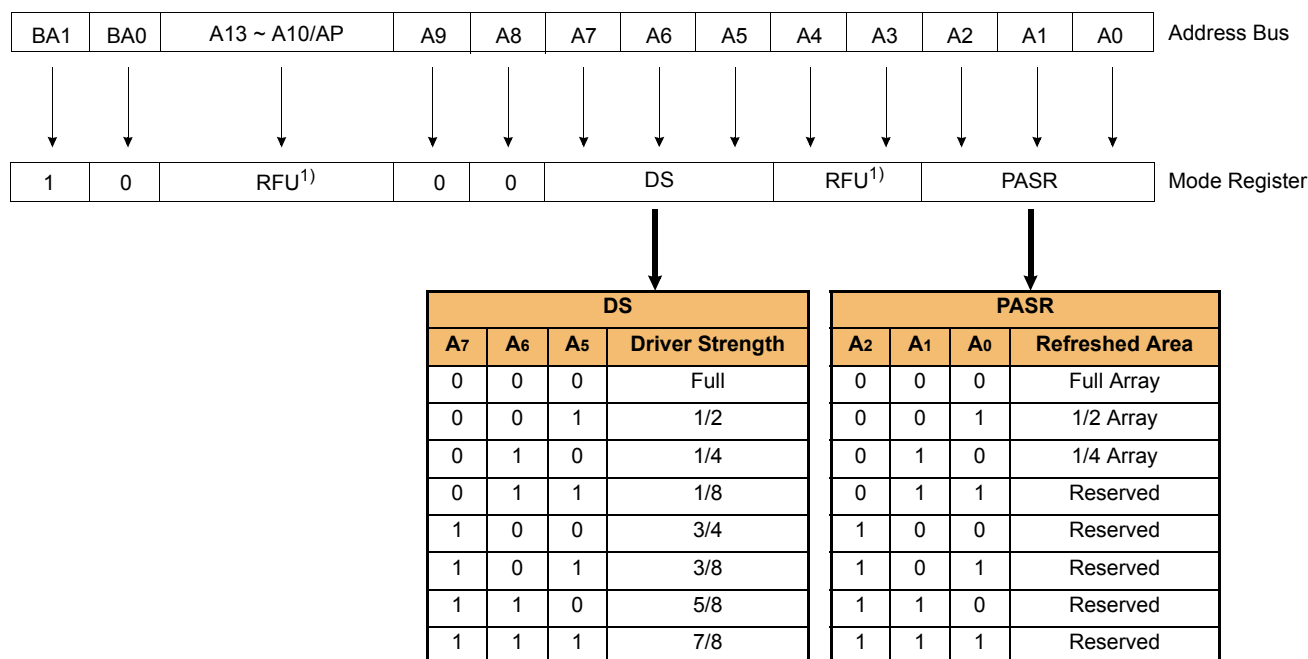 BA1 BA0 A13 ~ A10/AP A9 A8 A7 A6 A5 A4 A3 A2 A1 A0 Address Bus
1 0 RFU1) 0 0 DS RFU1) PASR Mode Register
DS PASR
A7 A6 A5 Driver Strength A2 A1 A0 Refreshed Area
0 0 0 Full 0 0 0 Full Array
0 0 1 1/2 0 0 1 1/2 Array
0 1 0 1/4 0 1 0 1/4 Array
0 1 1 1/8 0 1 1 Reserved
1 0 0 3/4 1 0 0 Reserved
1 0 1 3/8 1 0 1 Reserved
1 1 0 5/8 1 1 0 Reserved
1 1 1 7/8 1 1 1 Reserved